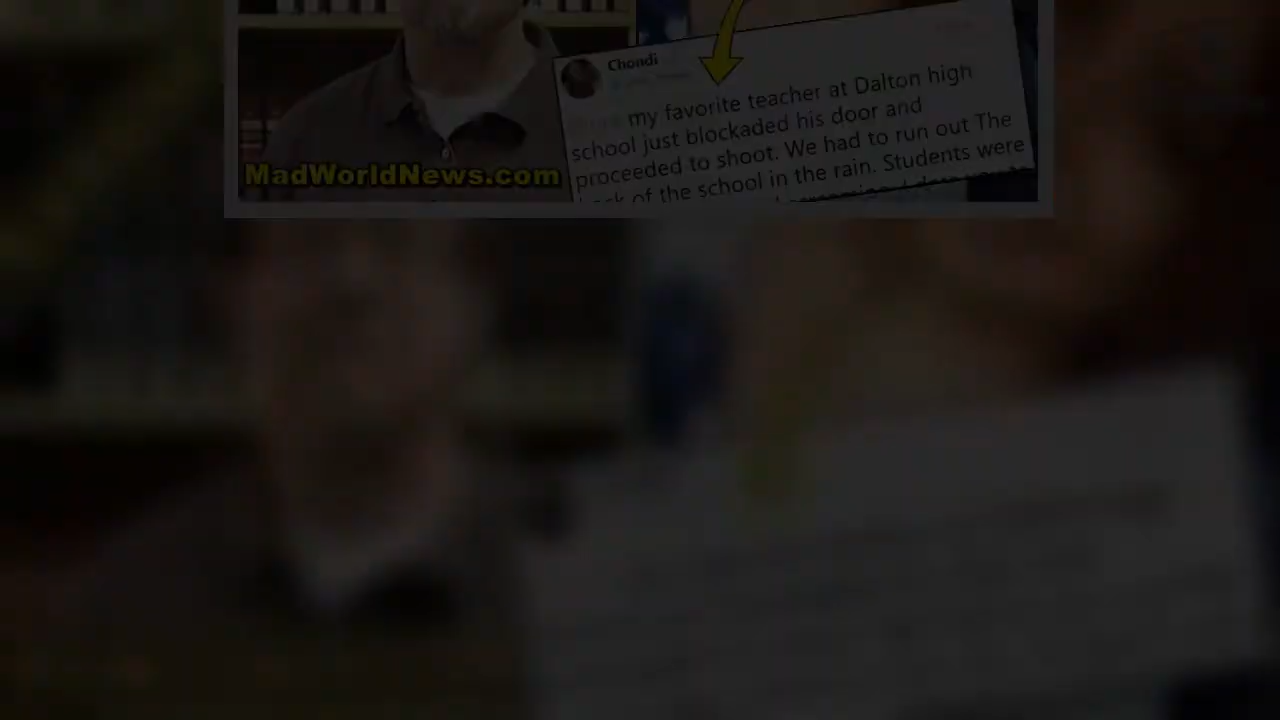 Chondi
my favorite teacher at Dalton high
school just blockaded his door and
proceeded to shoot. We had to run out The
of the school in the rain. Students were
MadWorldNews.com